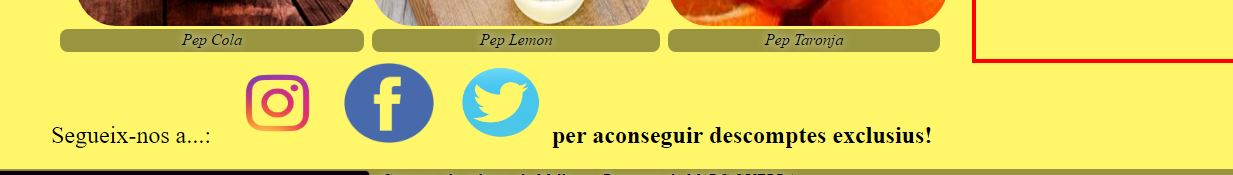 Pep Cola Pep Lemon Pep Taronja
Segueix-nos a...: per aconseguir descomptes exclusius!